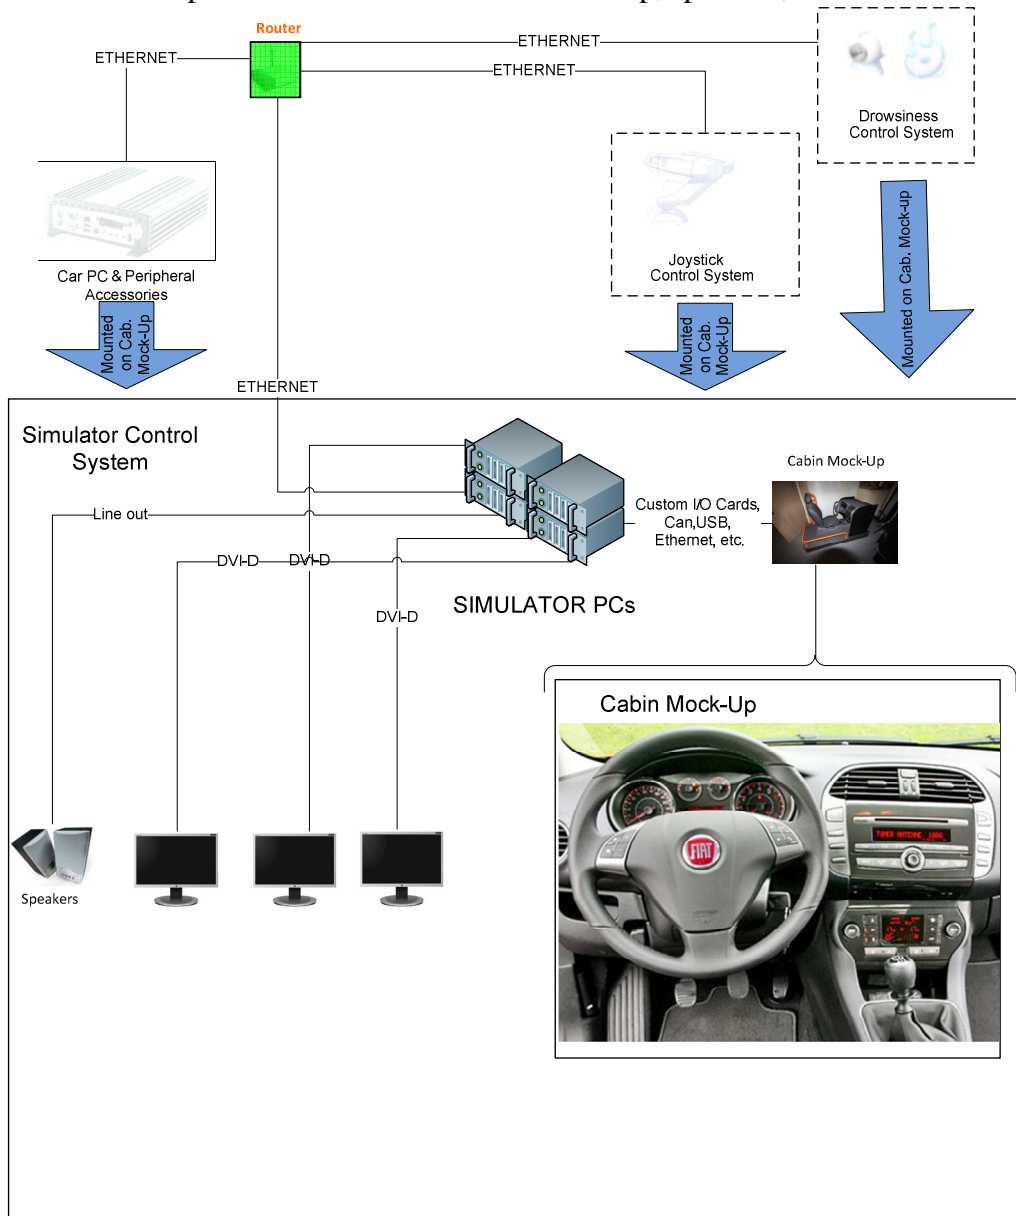 Router
ETHERNET
ETHERNET
ETHERNET
Drowsiness
Control System
Joystick
Control System
Car PC & Peripheral
Accessories
Mounted
on Cab.
Mock-Up
Mounted
on Cab.
Mock-Up
Mounted on Cab. Mock-up
ETHERNET
Simulator Control
System
Cabin Mock-Up
Line out
Custom I/O Cards,
Can,USB,
Ethernet, etc.
DVI-D
DVI-D
DVI-D
SIMULATOR PCs
Cabin Mock-Up
FIAT
TUNER ANTENNE
Speakers